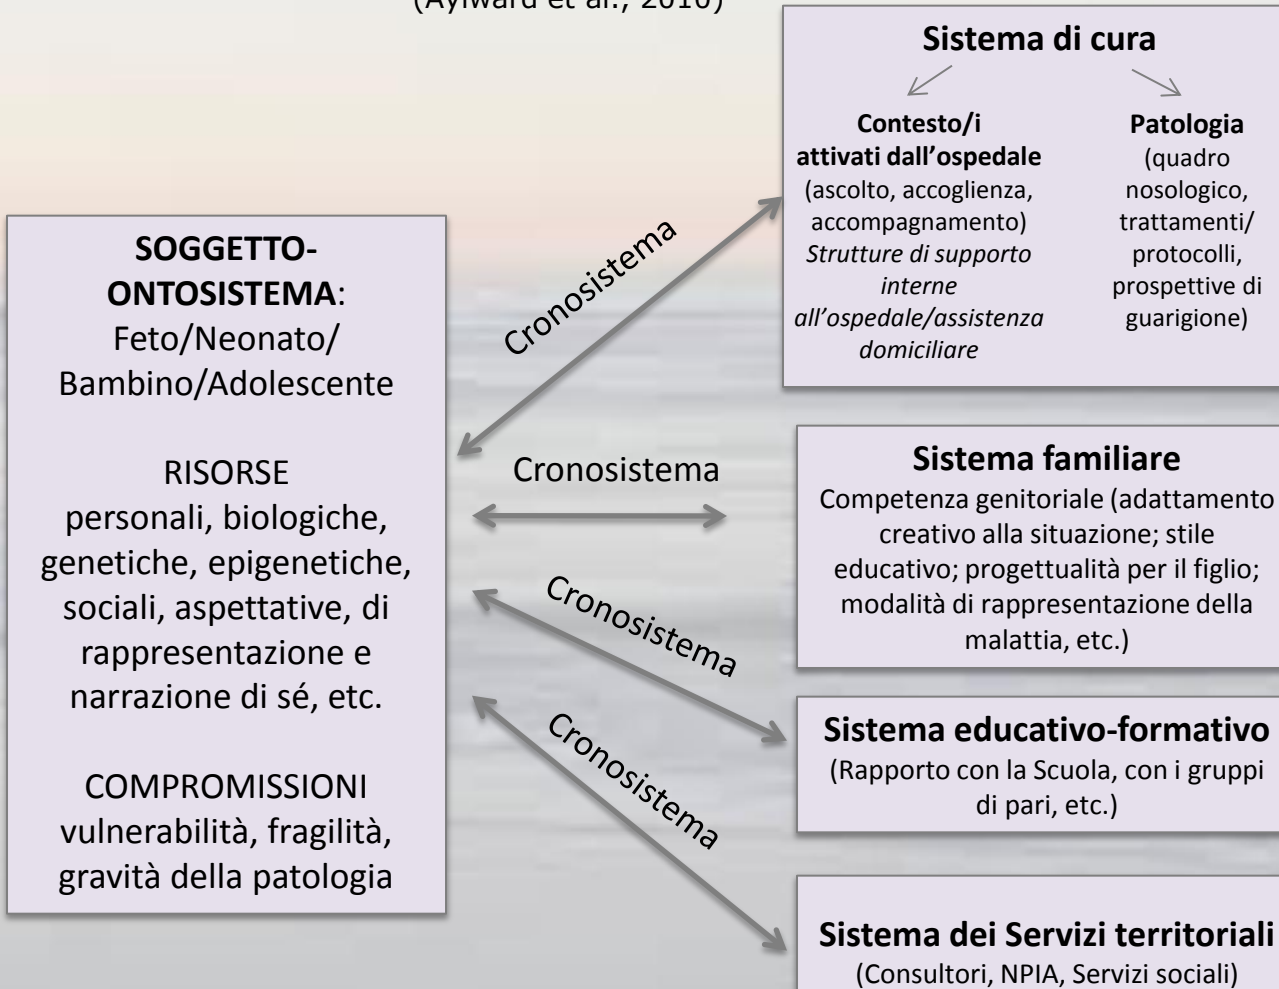 (Aylward et al., 2016)
Sistema di cura
Contesto/i
attivati dall'ospedale
(ascolto, accoglienza,
accompagnamento)
Strutture di supporto
interne
all'ospedale/assistenza
domiciliare
Patologia
(quadro
nosologico,
trattamenti/
protocolli,
prospettive di
guarigione)
SOGGETTO-
ONTOSISTEMA:
Feto/Neonato/
Bambino/Adolescente
RISORSE
personali, biologiche,
genetiche, epigenetiche,
sociali, aspettative, di
rappresentazione e
narrazione di sé, etc.
COMPROMISSIONI
vulnerabilità, fragilità,
gravità della patologia
Cronosistema
Cronosistema
Cronosistema
Cronosistema
Sistema familiare
Competenza genitoriale (adattamento
creativo alla situazione; stile
educativo; progettualità per il figlio;
modalità di rappresentazione della
malattia, etc.)
Sistema educativo-formativo
(Rapporto con la Scuola, con i gruppi
di pari, etc.)
Sistema dei Servizi territoriali
(Consultori, NPIA, Servizi sociali)